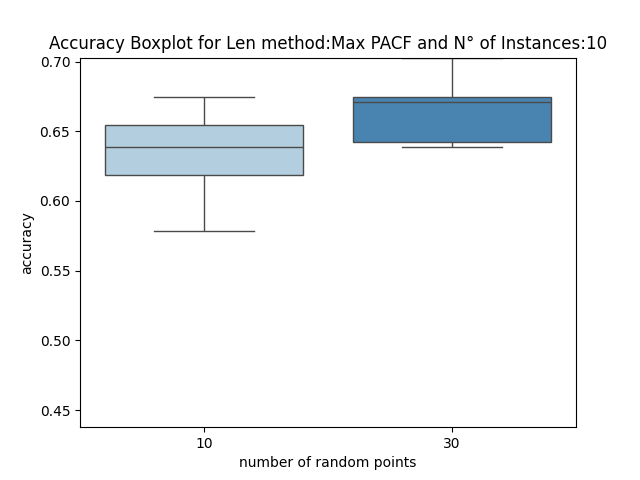 Accuracy Boxplot for Len method:Max PACF and N° of Instances:10
0.70
0.65
0.60
0.55
0.50
0.45
accuracy
10
30
number of random points